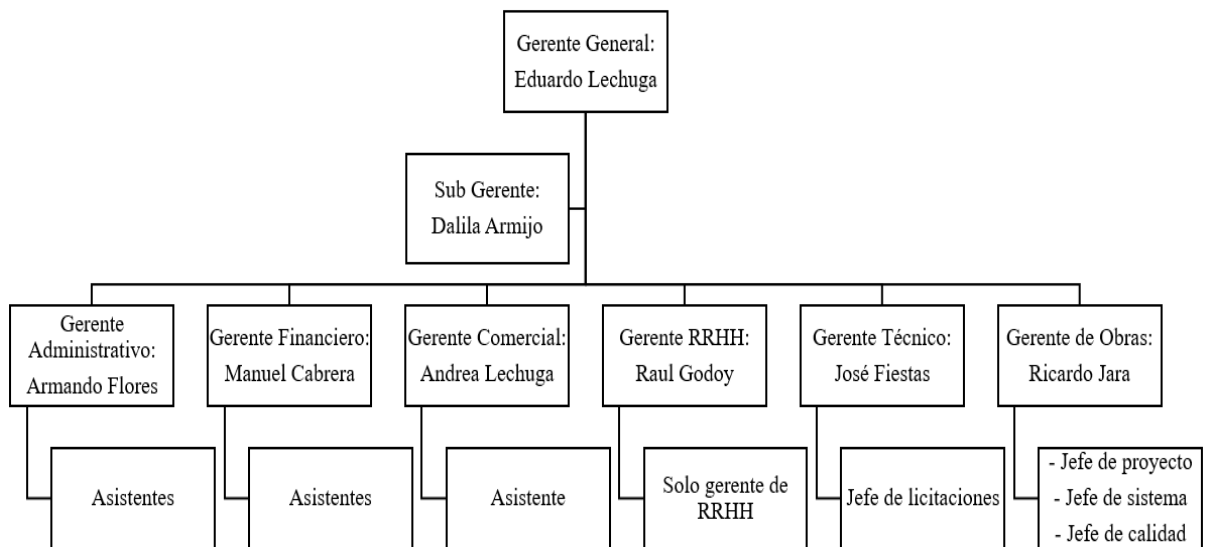 Gerente General:
Eduardo Lechuga
Sub Gerente:
Dalila Armijo
Gerente
Administrativo:
Armando Flores
Gerente Financiero:
Manuel Cabrera
Gerente Comercial:
Andrea Lechuga
Gerente RRHH:
Raul Godoy
Gerente Técnico:
José Fiestas
Gerente de Obras:
Ricardo Jara
Asistentes
Asistentes
Asistente
Solo gerente de
RRHH
Jefe de licitaciones
- Jefe de proyecto
- Jefe de sistema
- Jefe de calidad